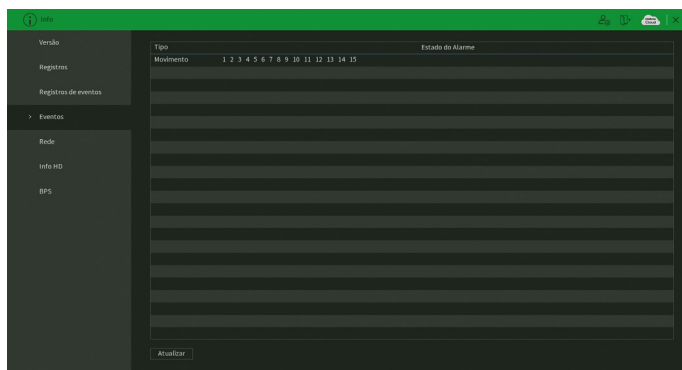 Info
Versão
Registros
Registros de eventos
> Eventos
Rede
Info HD
BPS
Tipo Estado do Alarme
Movimento 1 2 3 4 5 6 7 8 9 10 11 12 13 14 15
Atualizar